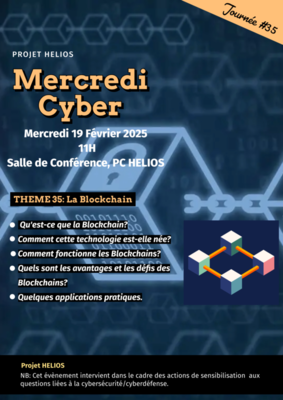 Journée #35
PROJET HELIOS
Mercredi
Cyber
Mercredi 19 Février 2025
11H
Salle de Conférence, PC HELIOS
THEME 35: La Blockchain
Qu'est-ce que la Blockchain?
Comment cette technologie est-elle née?
Comment fonctionne les Blockchains?
Quels sont les avantages et les défis des
Blockchains?
Quelques applications pratiques.
Projet HELIOS
NB: Cet évènement intervient dans le cadre des actions de sensibilisation aux
questions liées à la cybersécurité/cyberdéfense.